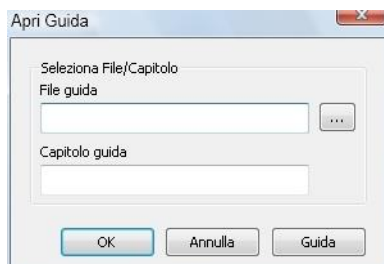 Apri Guida
Seleziona File/Capitolo
File guida
...
Capitolo guida
OK Annulla Guida